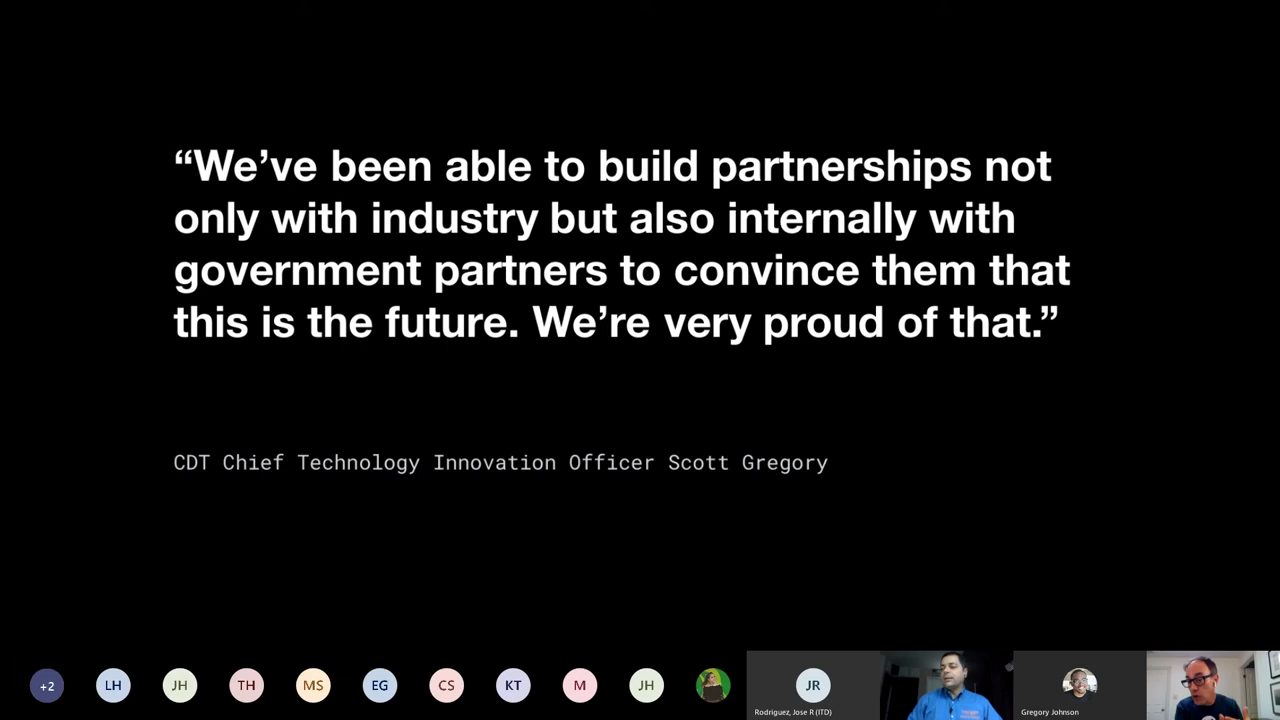 “We’ve been able to build partnerships not
only with industry but also internally with
government partners to convince them that
this is the future. We’re very proud of that.”
CDT Chief Technology Innovation Officer Scott Gregory
+2 LH JH TH MS EG CS KT M JH JR
Rodriguez, Jose R (ITD) Gregory Johnson